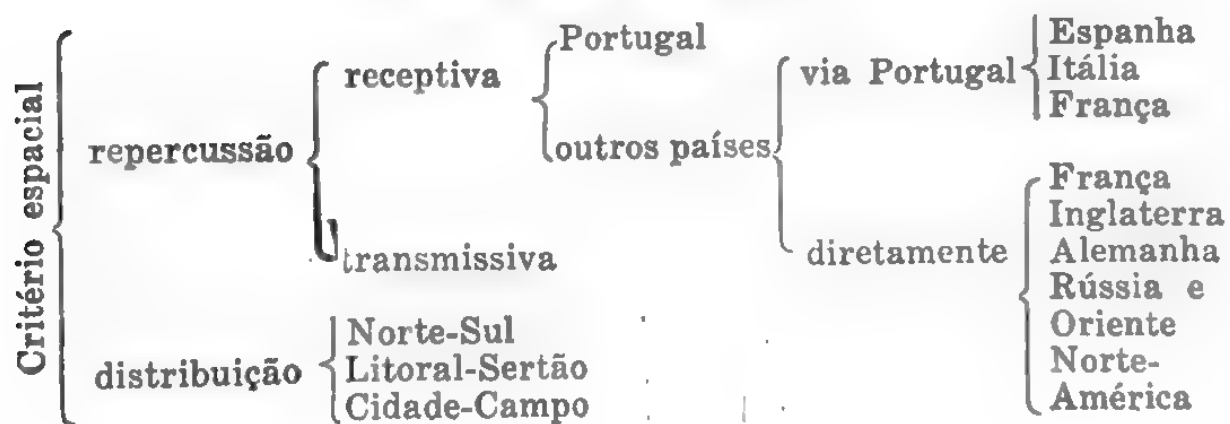 Critério espacial
repercussão
receptiva
Portugal
outros países
via Portugal
Espanha
Itália
França
diretamente
França
Inglaterra
Alemanha
Rússia e
Oriente
Norte-
América
transmissiva
distribuição
Norte-Sul
Litoral-Sertão
Cidade-Campo